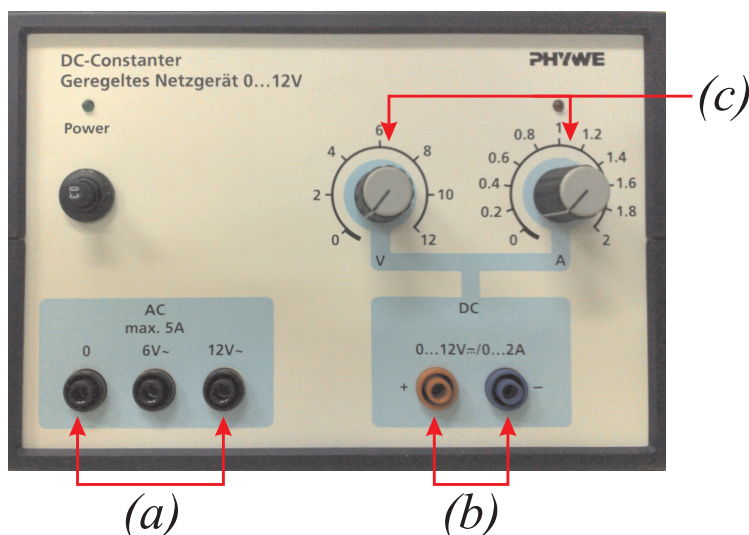 DC-Constanter
Geregeltes Netzgerät 0...12V
PHYWE
(c)
Power
0.3
0 2 4 6 8 10 12
V
0 0.2 0.4 0.6 0.8 1 1.2 1.4 1.6 1.8 2
A
AC
max. 5A
0 6V~ 12V~
DC
0...12V⎓/0...2A
+ −
(a)
(b)